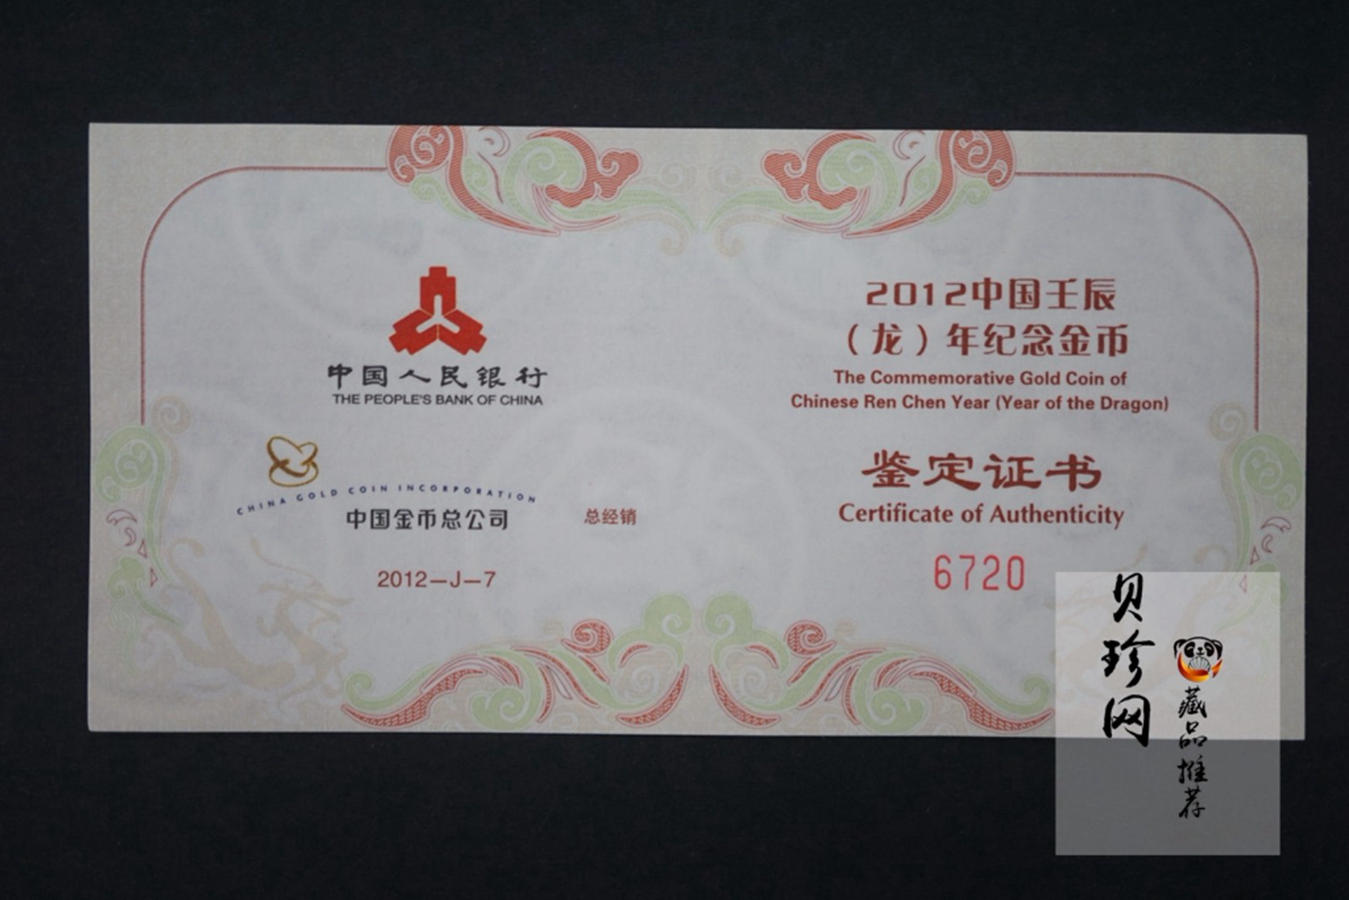 中国人民银行
THE PEOPLE'S BANK OF CHINA
CHINA GOLD COIN INCORPORATION
中国金币总公司
总经销
2012—J—7
2012中国壬辰
（龙）年纪念金币
The Commemorative Gold Coin of
Chinese Ren Chen Year (Year of the Dragon)
鉴定证书
Certificate of Authenticity
6720
贝珍网
藏品推荐